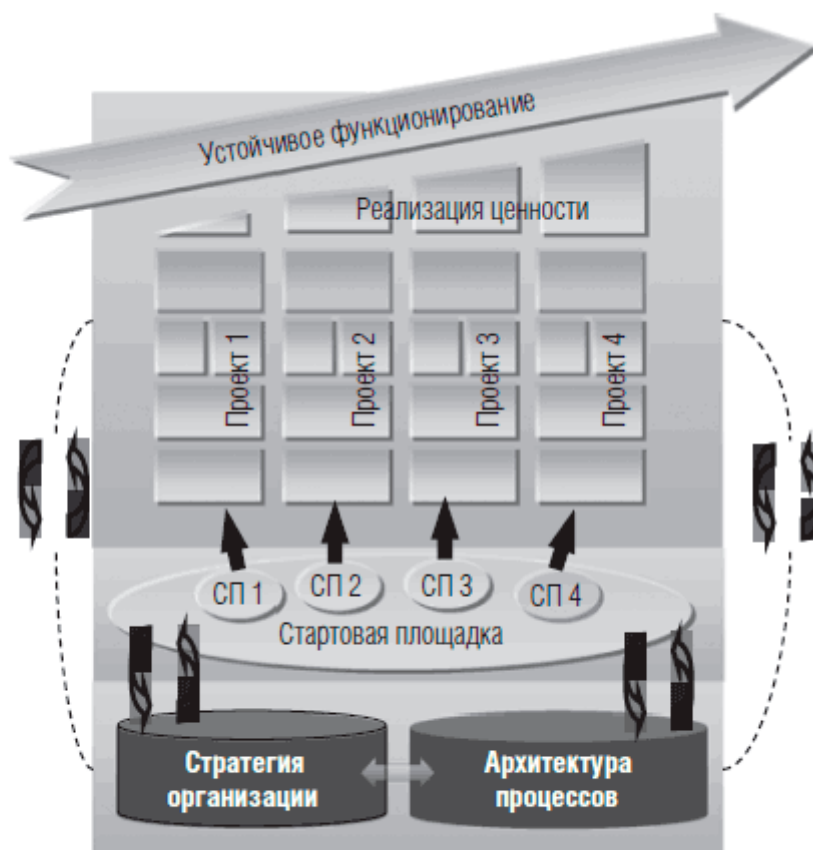 Устойчивое функционирование
Реализация ценности
Проект 1
Проект 2
Проект 3
Проект 4
СП 1
СП 2
СП 3
СП 4
Стартовая площадка
Стратегия
организации
Архитектура
процессов